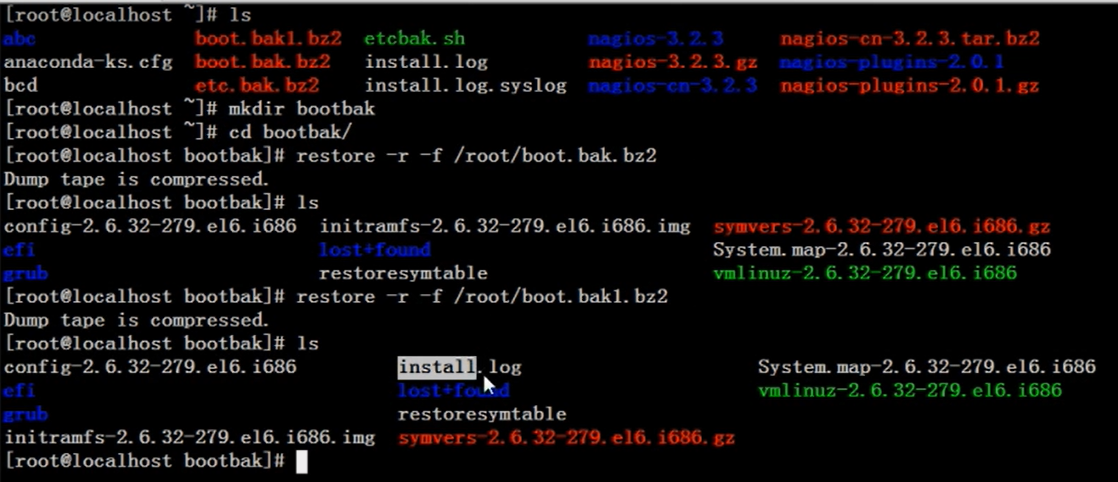 [root@localhost ~]# ls
abc anaconda-ks.cfg bcd boot.bak1.bz2 boot.bak.bz2 etc.bak.bz2 etcbak.sh install.log install.log.syslog nagios-3.2.3 nagios-3.2.3.gz nagios-cn-3.2.3 nagios-cn-3.2.3.tar.bz2 nagios-plugins-2.0.1 nagios-plugins-2.0.1.gz
[root@localhost ~]# mkdir bootbak
[root@localhost ~]# cd bootbak/
[root@localhost bootbak]# restore -r -f /root/boot.bak.bz2
Dump tape is compressed.
[root@localhost bootbak]# ls
config-2.6.32-279.el6.i686 initramfs-2.6.32-279.el6.i686.img symvers-2.6.32-279.el6.i686.gz
efi lost+found System.map-2.6.32-279.el6.i686
grub restoresymtable vmlinuz-2.6.32-279.el6.i686
[root@localhost bootbak]# restore -r -f /root/boot.bak1.bz2
Dump tape is compressed.
[root@localhost bootbak]# ls
config-2.6.32-279.el6.i686 install.log System.map-2.6.32-279.el6.i686
efi lost+found vmlinuz-2.6.32-279.el6.i686
grub restoresymtable
initramfs-2.6.32-279.el6.i686.img symvers-2.6.32-279.el6.i686.gz
[root@localhost bootbak]#